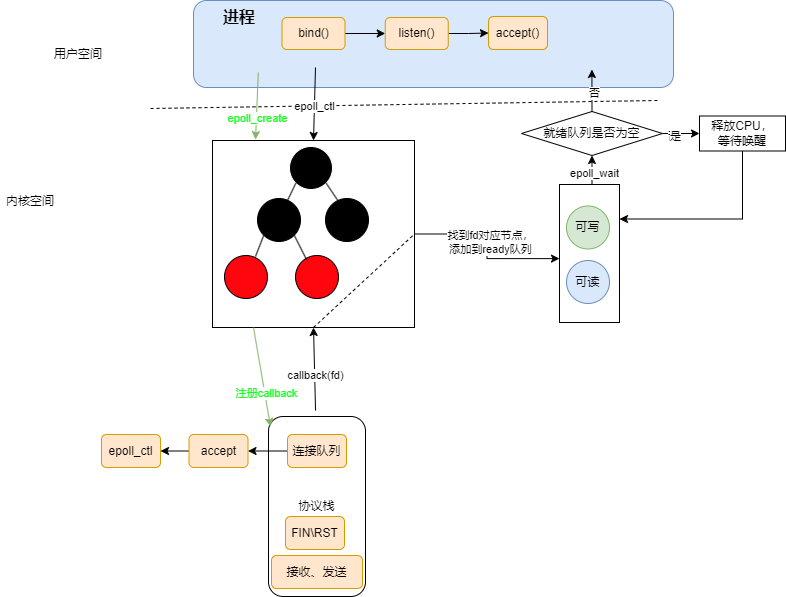 进程
bind()
listen()
accept()
用户空间
否
epoll_ctl
epoll_create
就绪队列是否为空
是
释放CPU，
等待唤醒
epoll_wait
内核空间
可写
找到fd对应节点，
添加到ready队列
可读
callback(fd)
注册callback
epoll_ctl
accept
连接队列
协议栈
FIN\RST
接收、发送